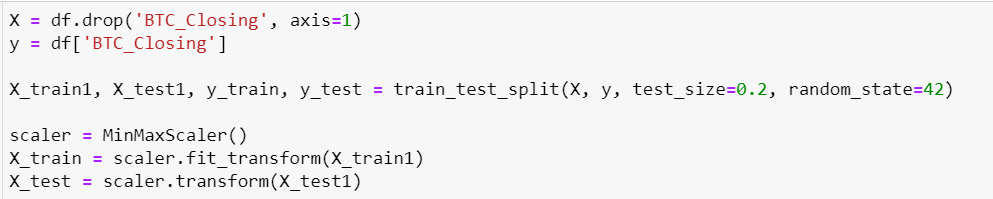 X = df.drop('BTC_Closing', axis=1)
y = df['BTC_Closing']
X_train1, X_test1, y_train, y_test = train_test_split(X, y, test_size=0.2, random_state=42)
scaler = MinMaxScaler()
X_train = scaler.fit_transform(X_train1)
X_test = scaler.transform(X_test1)